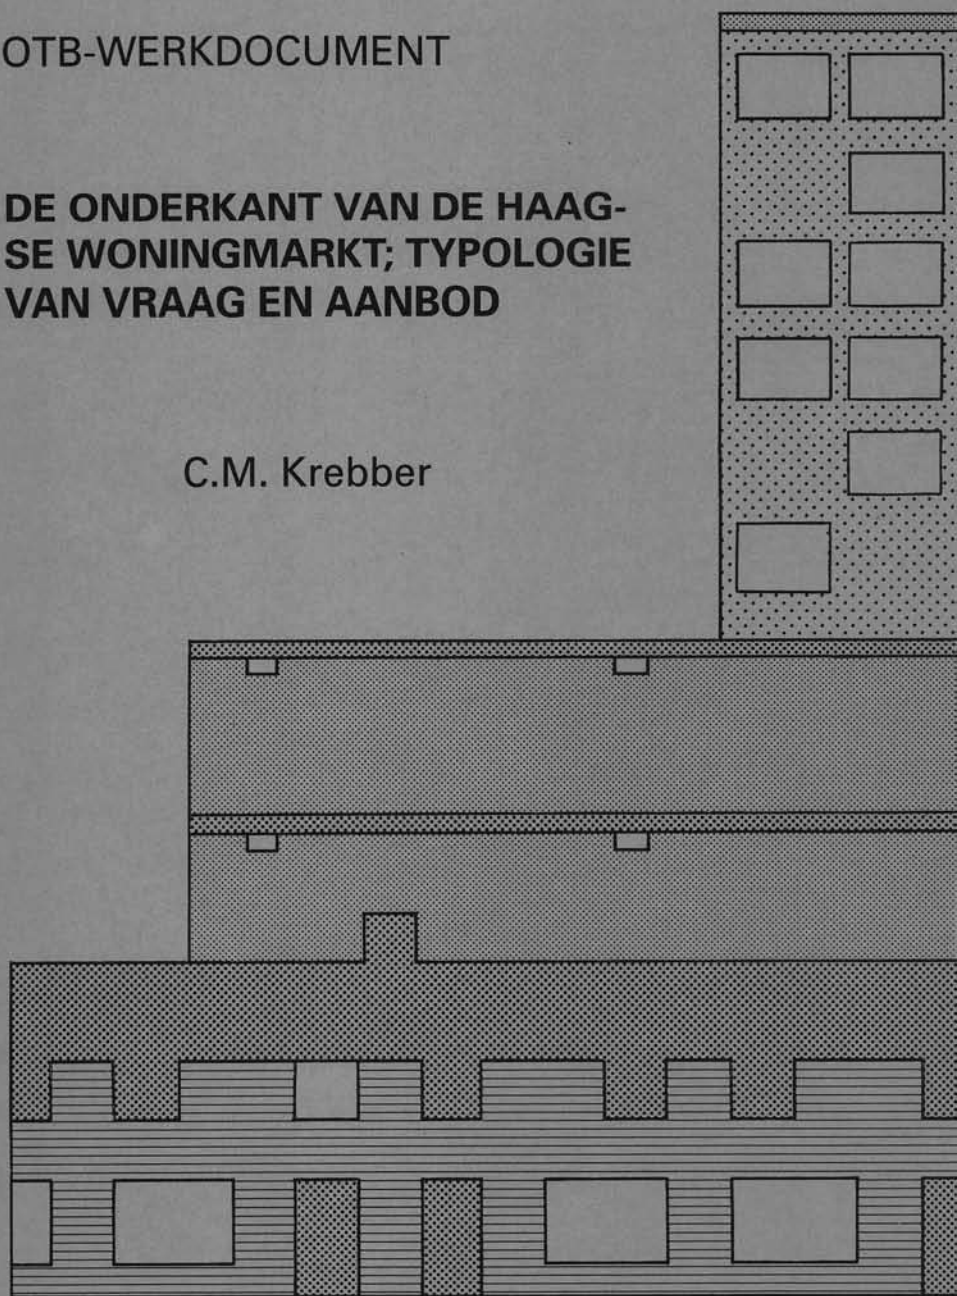 OTB-WERKDOCUMENT
DE ONDERKANT VAN DE HAAG-
SE WONINGMARKT; TYPOLOGIE
VAN VRAAG EN AANBOD
C.M. Krebber